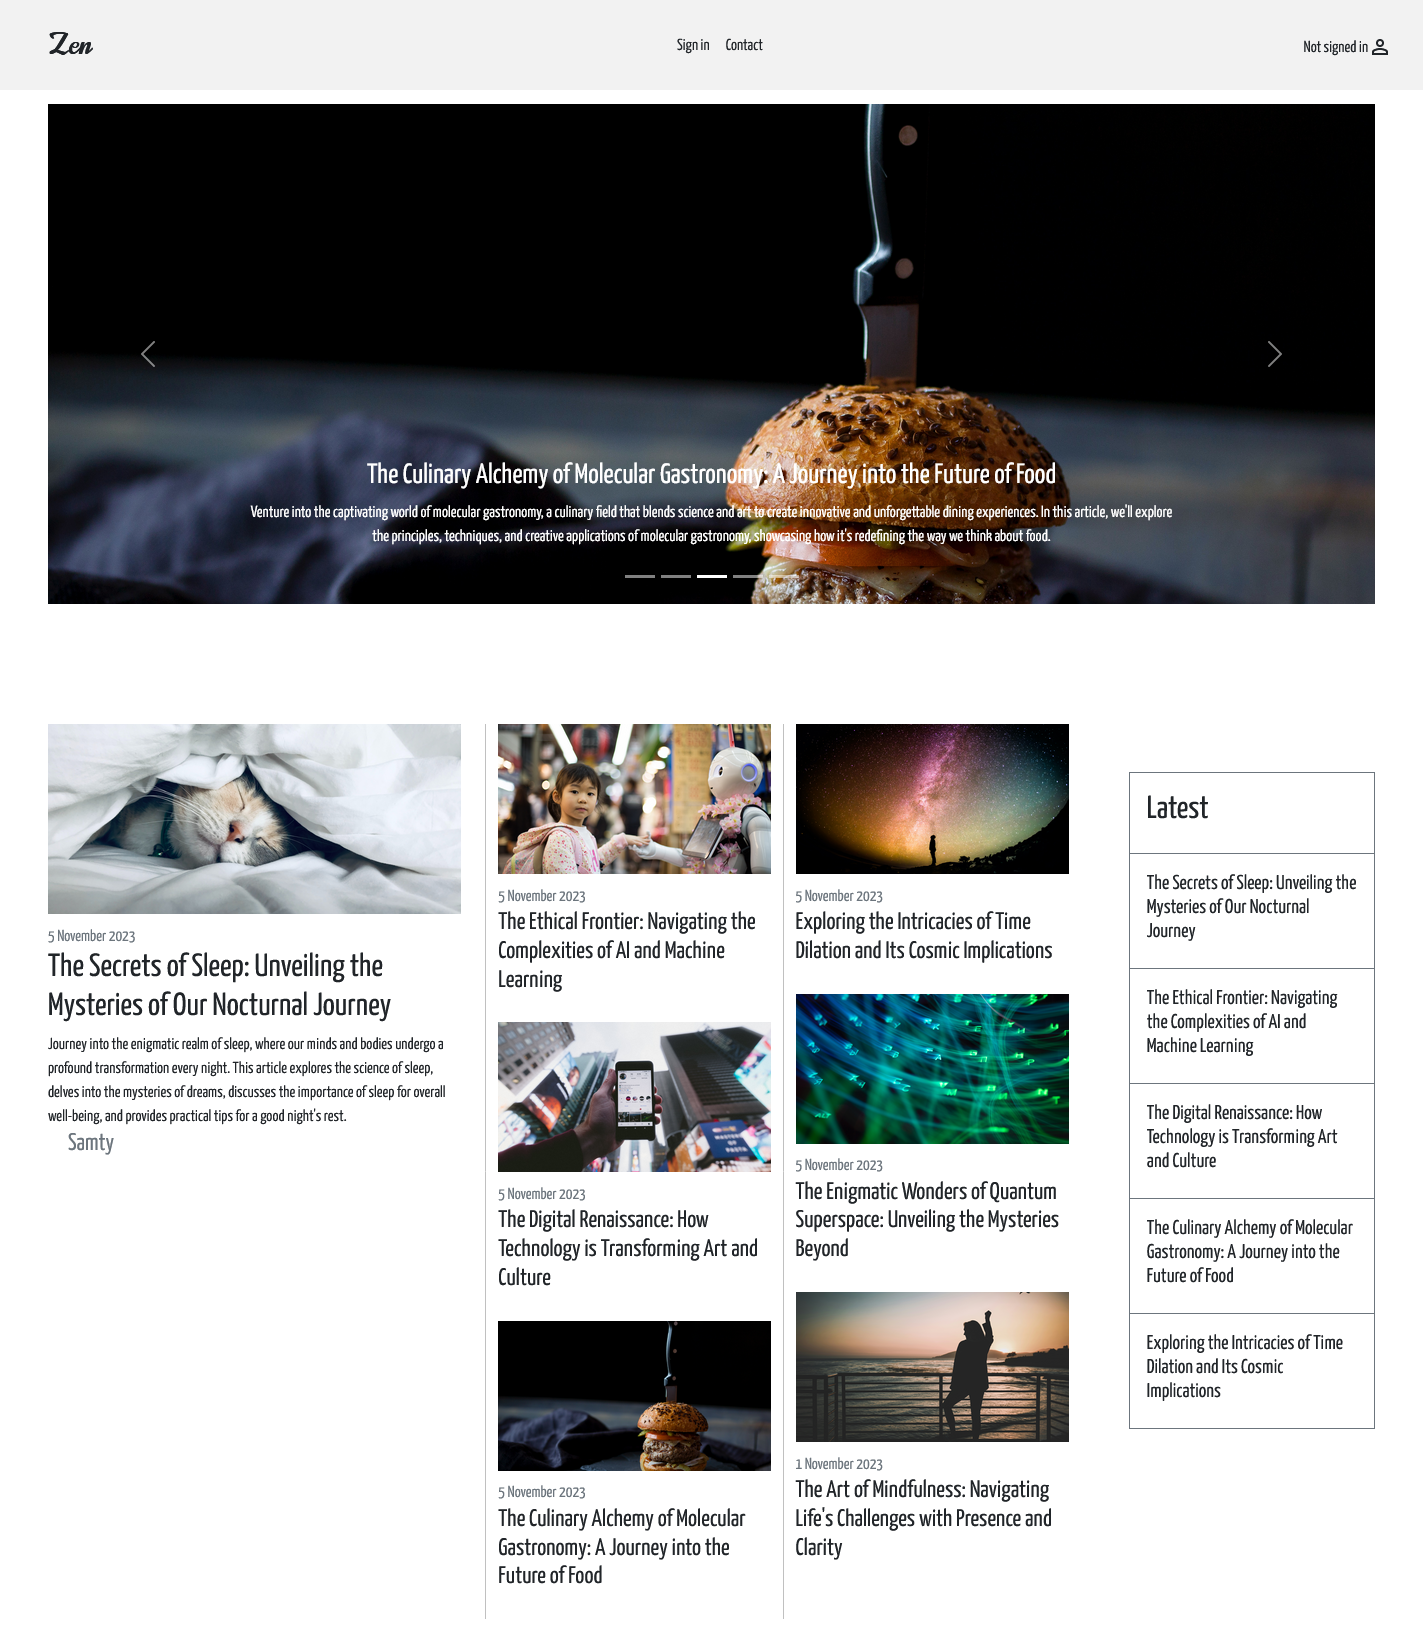 Zen
Sign in
Contact
Not signed in
The Culinary Alchemy of Molecular Gastronomy: A Journey into the Future of Food
Venture into the captivating world of molecular gastronomy, a culinary field that blends science and art to create innovative and unforgettable dining experiences. In this article, we'll explore
the principles, techniques, and creative applications of molecular gastronomy, showcasing how it's redefining the way we think about food.
5 November 2023
The Secrets of Sleep: Unveiling the
Mysteries of Our Nocturnal Journey
Journey into the enigmatic realm of sleep, where our minds and bodies undergo a
profound transformation every night. This article explores the science of sleep,
delves into the mysteries of dreams, discusses the importance of sleep for overall
well-being, and provides practical tips for a good night's rest.
Samty
5 November 2023
The Ethical Frontier: Navigating the
Complexities of AI and Machine
Learning
5 November 2023
The Digital Renaissance: How
Technology is Transforming Art and
Culture
5 November 2023
The Culinary Alchemy of Molecular
Gastronomy: A Journey into the
Future of Food
5 November 2023
Exploring the Intricacies of Time
Dilation and Its Cosmic Implications
5 November 2023
The Enigmatic Wonders of Quantum
Superspace: Unveiling the Mysteries
Beyond
1 November 2023
The Art of Mindfulness: Navigating
Life's Challenges with Presence and
Clarity
Latest
The Secrets of Sleep: Unveiling the
Mysteries of Our Nocturnal
Journey
The Ethical Frontier: Navigating
the Complexities of AI and
Machine Learning
The Digital Renaissance: How
Technology is Transforming Art
and Culture
The Culinary Alchemy of Molecular
Gastronomy: A Journey into the
Future of Food
Exploring the Intricacies of Time
Dilation and Its Cosmic
Implications